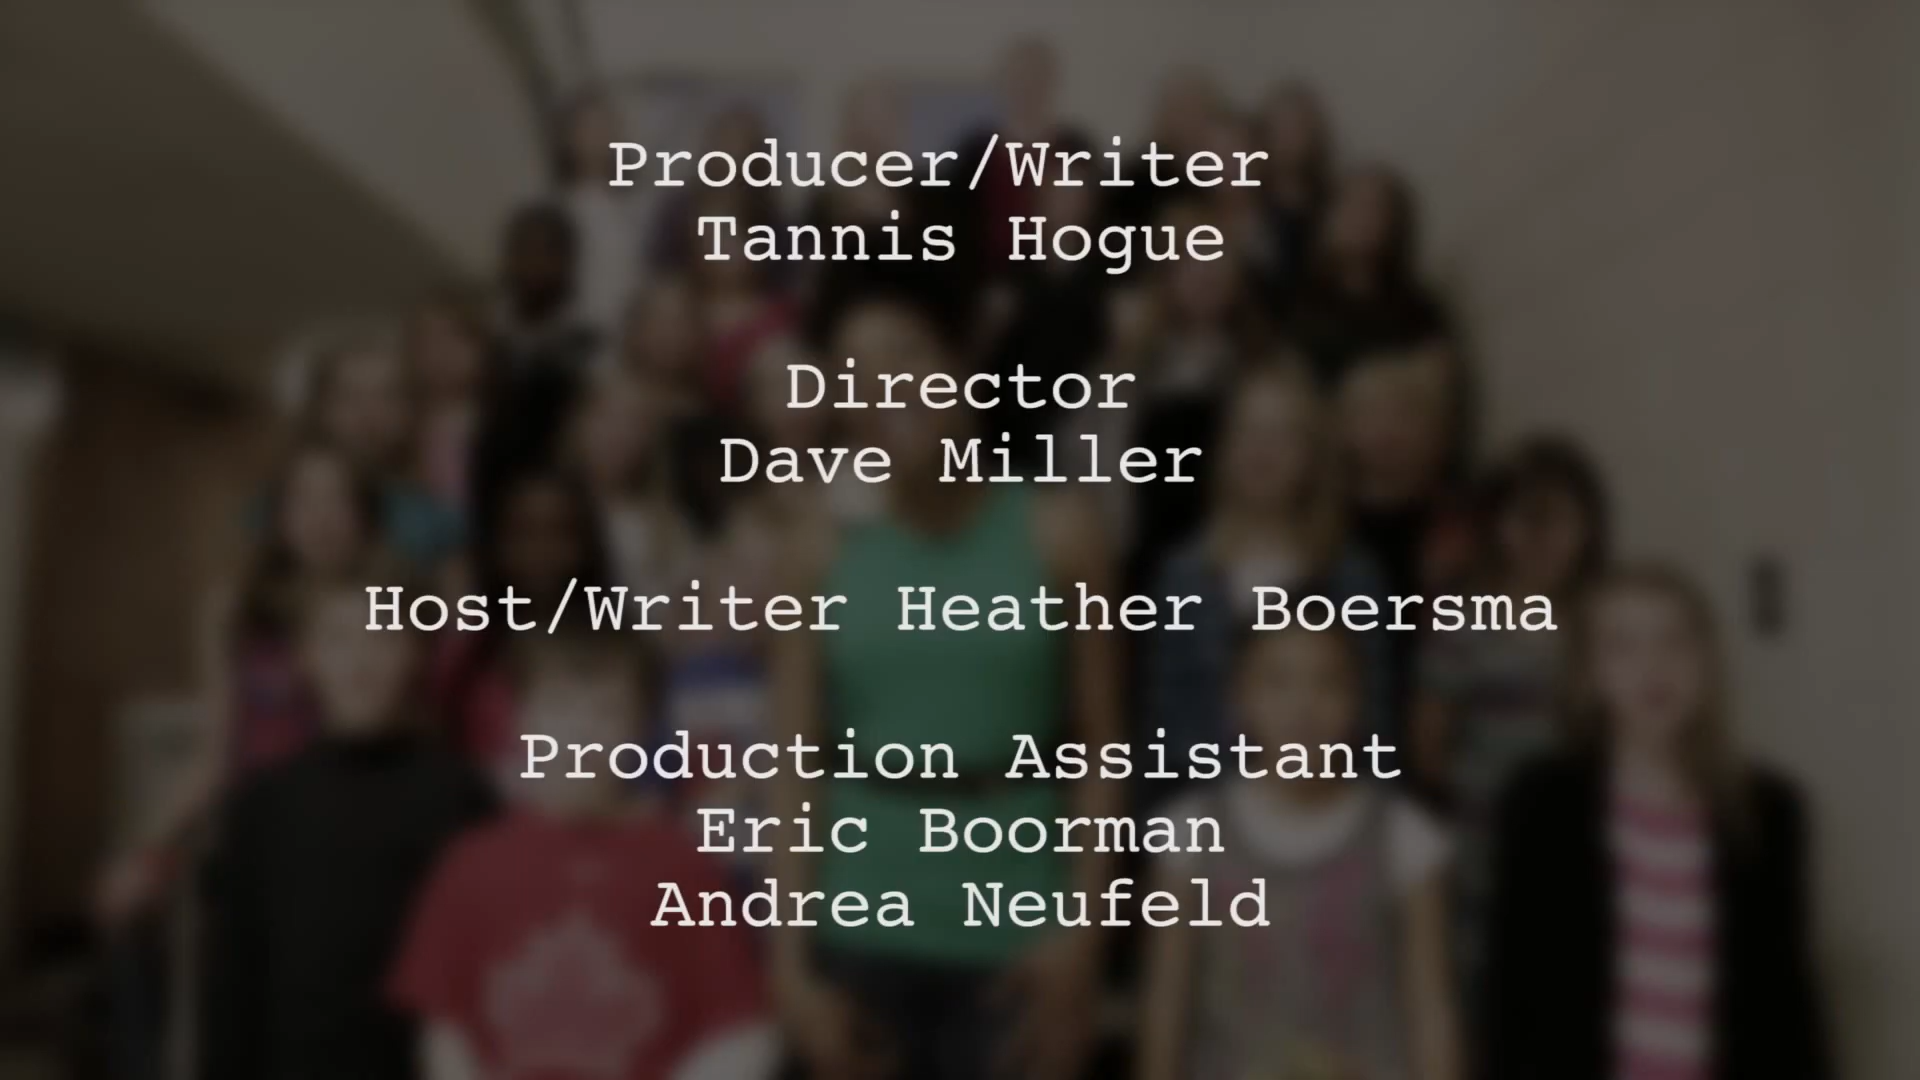 Producer/Writer
Tannis Hogue
Director
Dave Miller
Host/Writer Heather Boersma
Production Assistant
Eric Boorman
Andrea Neufeld